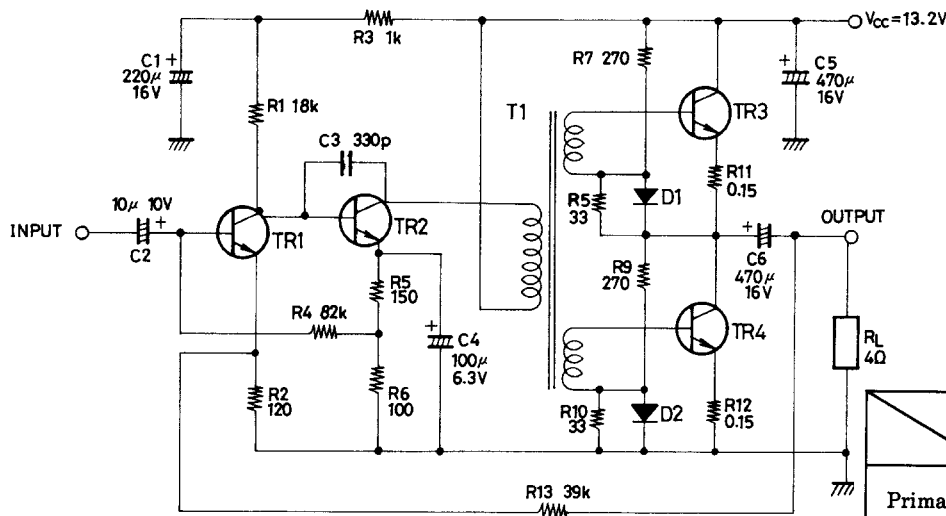 R3 1k
VCC=13.2V
C1
220μ
16V
R1 18k
R7 270
C5
470μ
16V
T1
TR3
C3 330p
R11
0.15
R5
33
D1
10μ 10V
INPUT
C2
TR1
TR2
OUTPUT
C6
470μ
16V
R9
270
R5
150
R4 82k
C4
100μ
6.3V
TR4
RL
4Ω
R2
120
R6
100
R10
33
D2
R12
0.15
R13 39k
Prima